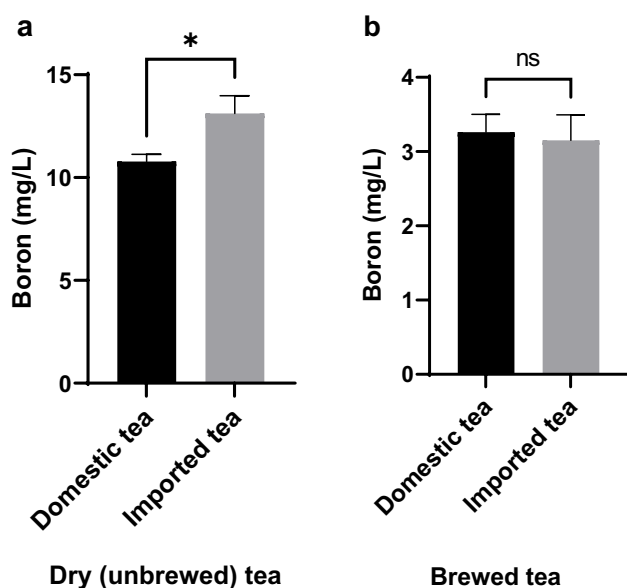 a
*
15
10
5
0
Boron (mg/L)
Domestic tea
Imported tea
Dry (unbrewed) tea
b
ns
4
3
2
1
0
Boron (mg/L)
Domestic tea
Imported tea
Brewed tea